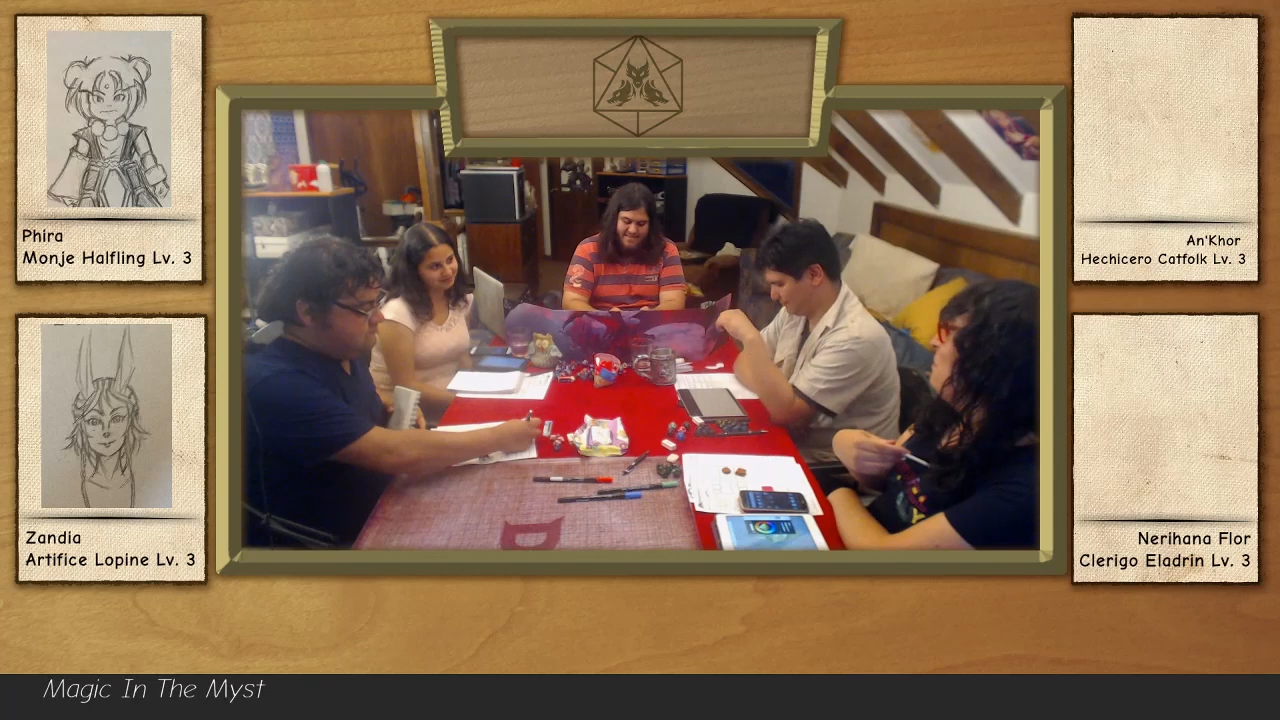 Phira
Monje Halfling Lv. 3
Zandia
Artifice Lopine Lv. 3
An'Khor
Hechicero Catfolk Lv. 3
Nerihana Flor
Clerigo Eladrin Lv. 3
Magic In The Myst